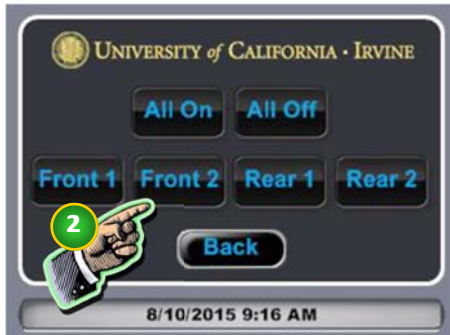 UNIVERSITY of CALIFORNIA · IRVINE
All On All Off
Front 1 Front 2 Rear 1 Rear 2
2
Back
8/10/2015 9:16 AM